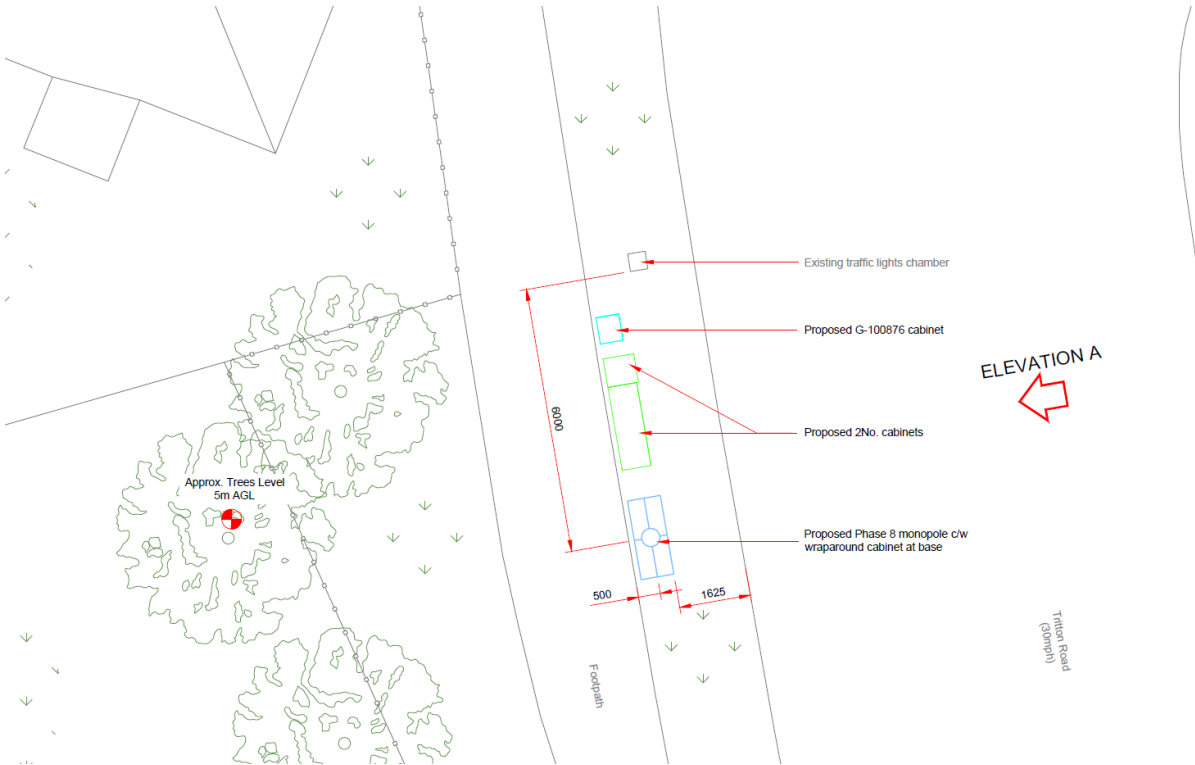 Existing traffic lights chamber
Proposed G-100876 cabinet
ELEVATION A
6000
Proposed 2No. cabinets
Approx. Trees Level
5m AGL
Proposed Phase 8 monopole c/w
wraparound cabinet at base
500
1625
Footpath
Tritton Road
(30mph)